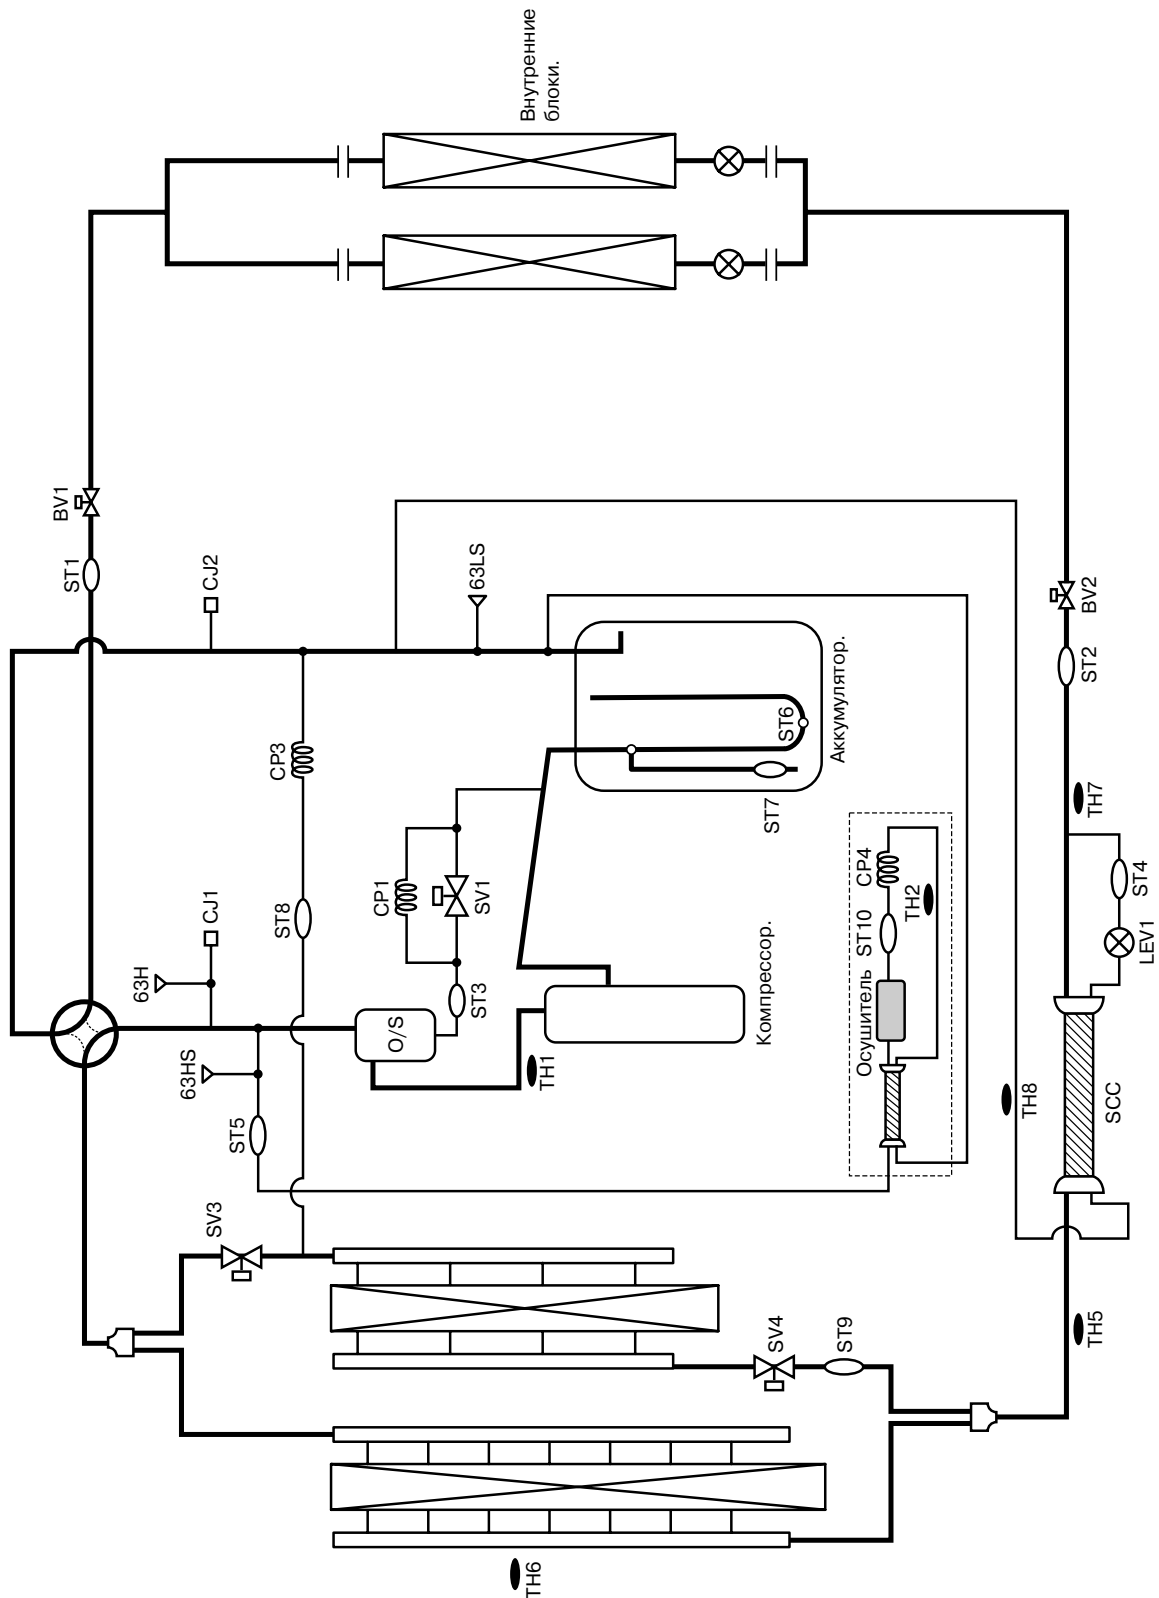 Внутренние
блоки.
BV1
ST1
CJ2
63LS
BV2
ST2
ST6
Аккумулятор.
CP3
ST7
TH7
CP1
SV1
CP4
TH2
ST4
CJ1
ST8
ST10
LEV1
63H
ST3
Компрессор.
Осушитель
O/S
63HS
TH1
ST5
TH8
SCC
SV3
SV4
ST9
TH5
TH6